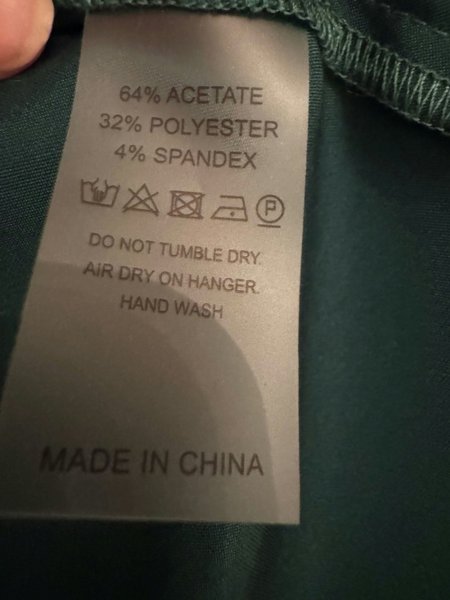 64% ACETATE
32% POLYESTER
4% SPANDEX
P
DO NOT TUMBLE DRY.
AIR DRY ON HANGER.
HAND WASH
MADE IN CHINA